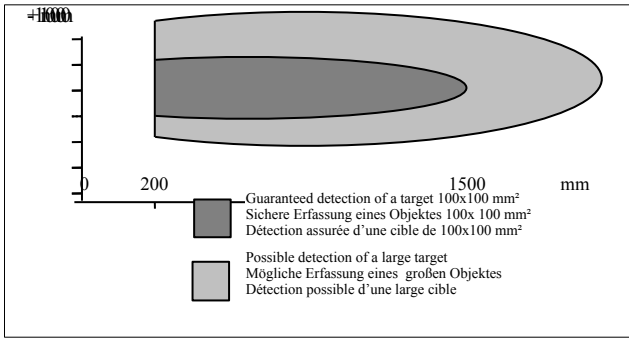 0 200 1500 mm
Guaranteed detection of a target 100x100 mm²
Sichere Erfassung eines Objektes 100x 100 mm²
Détection assurée d’une cible de 100x100 mm²
Possible detection of a large target
Mögliche Erfassung eines großen Objektes
Détection possible d’une large cible